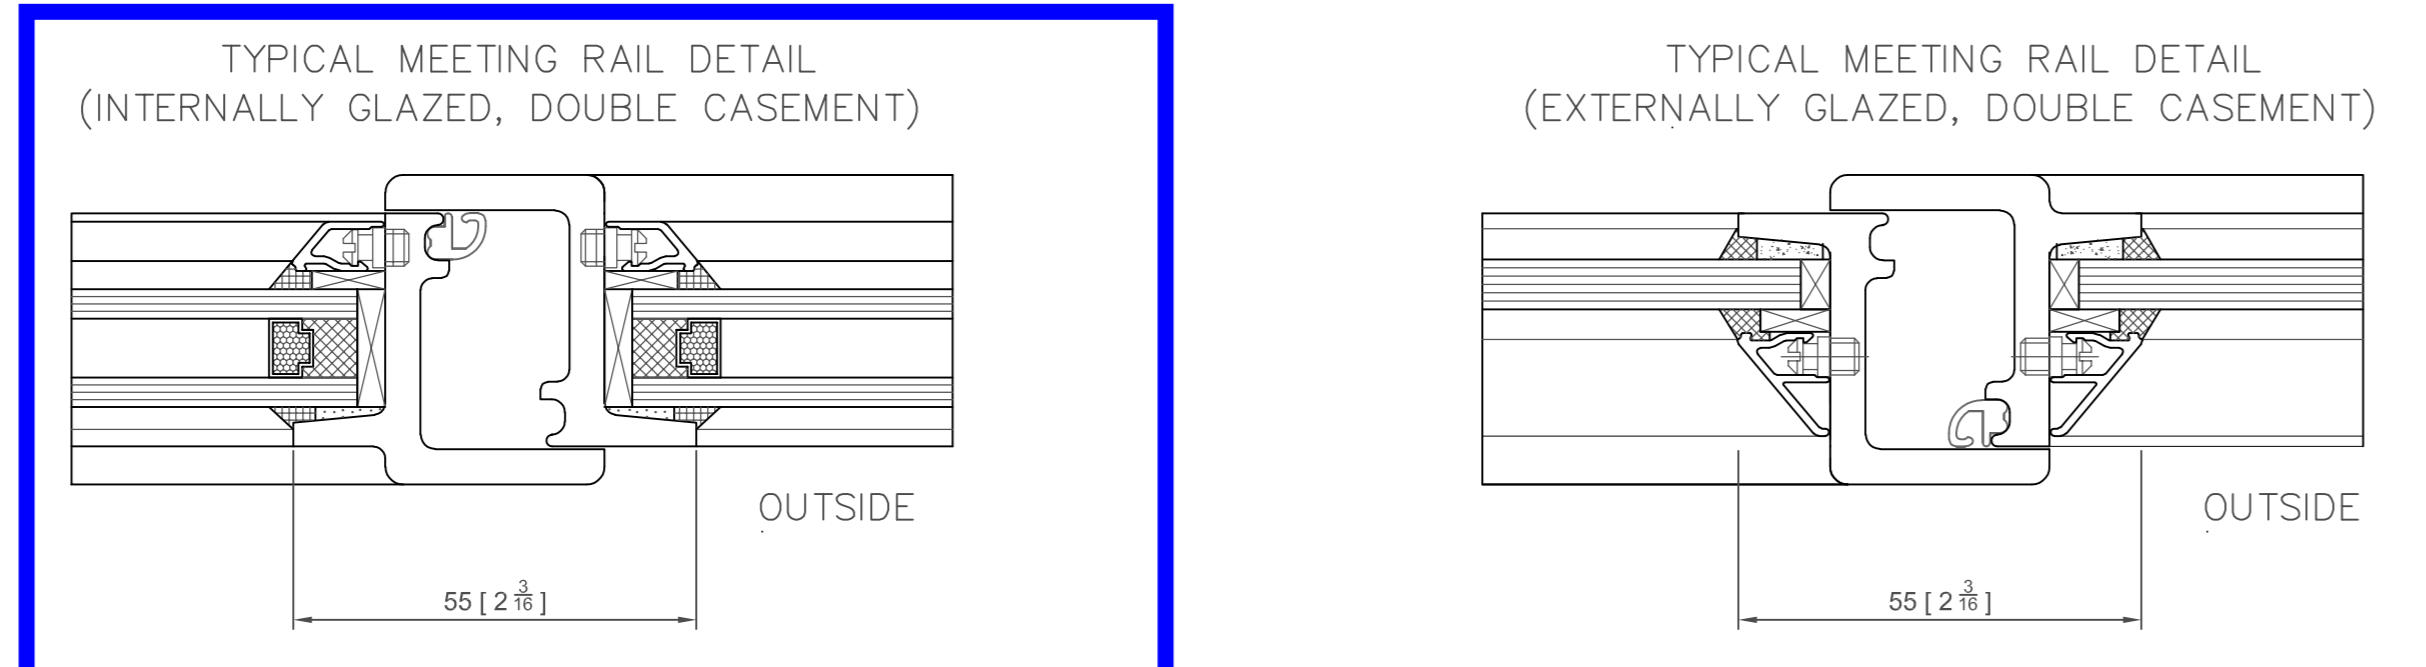 TYPICAL MEETING RAIL DETAIL
(INTERNALLY GLAZED, DOUBLE CASEMENT)
OUTSIDE
55 [ 2 3/16 ]
TYPICAL MEETING RAIL DETAIL
(EXTERNALLY GLAZED, DOUBLE CASEMENT)
OUTSIDE
55 [ 2 3/16 ]